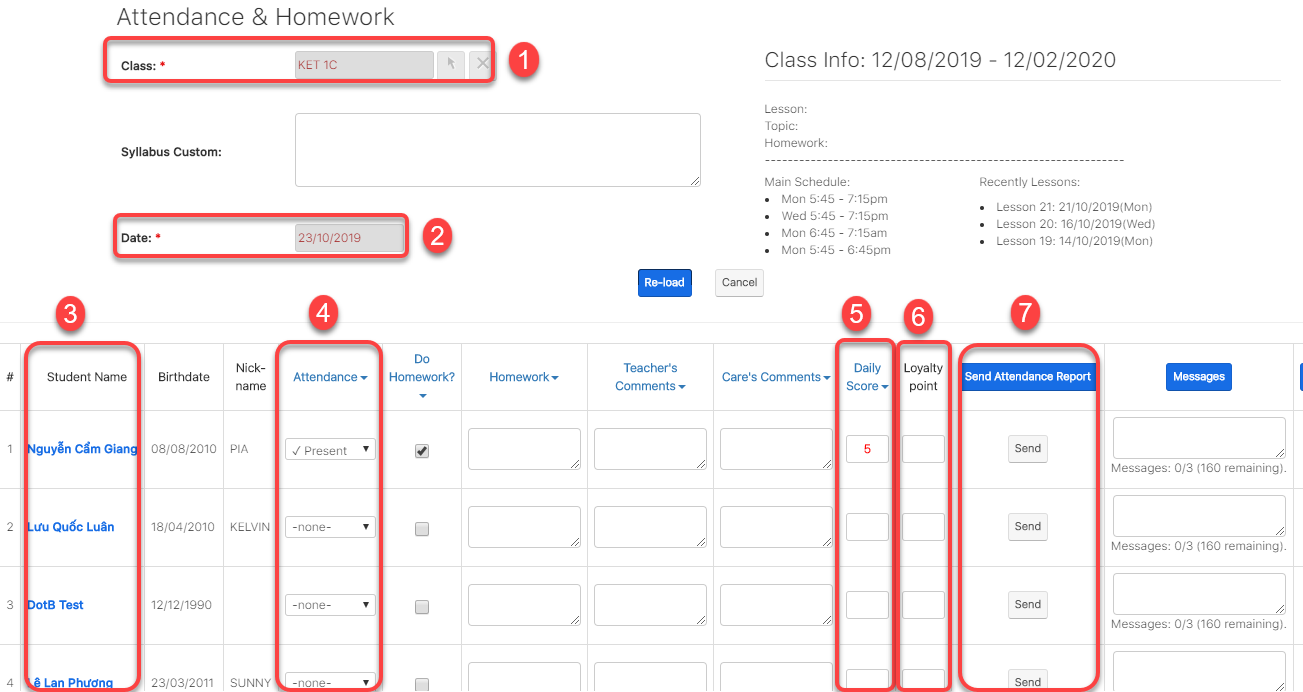 Attendance & Homework
Class: *
KET 1C
1
Class Info: 12/08/2019 - 12/02/2020
Syllabus Custom:
Lesson:
Topic:
Homework:
------------------------------------------------------------------------
Main Schedule:
Mon 5:45 - 7:15pm
Wed 5:45 - 7:15pm
Mon 6:45 - 7:15am
Mon 5:45 - 6:45pm
Recently Lessons:
Lesson 21: 21/10/2019(Mon)
Lesson 20: 16/10/2019(Wed)
Lesson 19: 14/10/2019(Mon)
Date: *
23/10/2019
2
Re-load Cancel
3 4 5 6 7
# Student Name Birthdate Nick-name Attendance Do Homework? Homework Teacher's Comments Care's Comments Daily Score Loyalty point Send Attendance Report Messages
1 Nguyễn Cẩm Giang 08/08/2010 PIA ✓ Present 5 Send
Messages: 0/3 (160 remaining).
2 Lưu Quốc Luân 18/04/2010 KELVIN -none- Send
Messages: 0/3 (160 remaining).
3 DotB Test 12/12/1990 -none- Send
Messages: 0/3 (160 remaining).
4 Lê Lan Phương 23/03/2011 SUNNY -none- Send